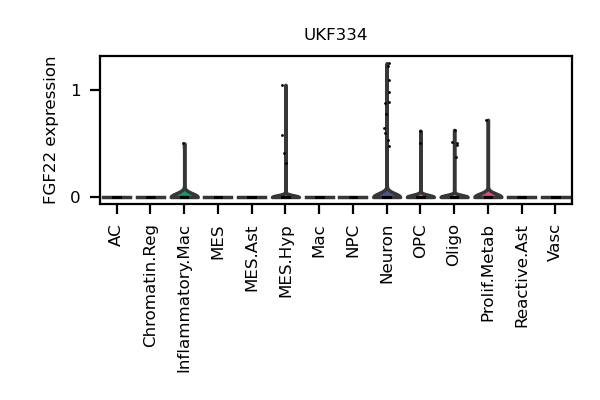 UKF334
FGF22 expression
1
0
AC
Chromatin.Reg
Inflammatory.Mac
MES
MES.Ast
MES.Hyp
Mac
NPC
Neuron
OPC
Oligo
Prolif.Metab
Reactive.Ast
Vasc